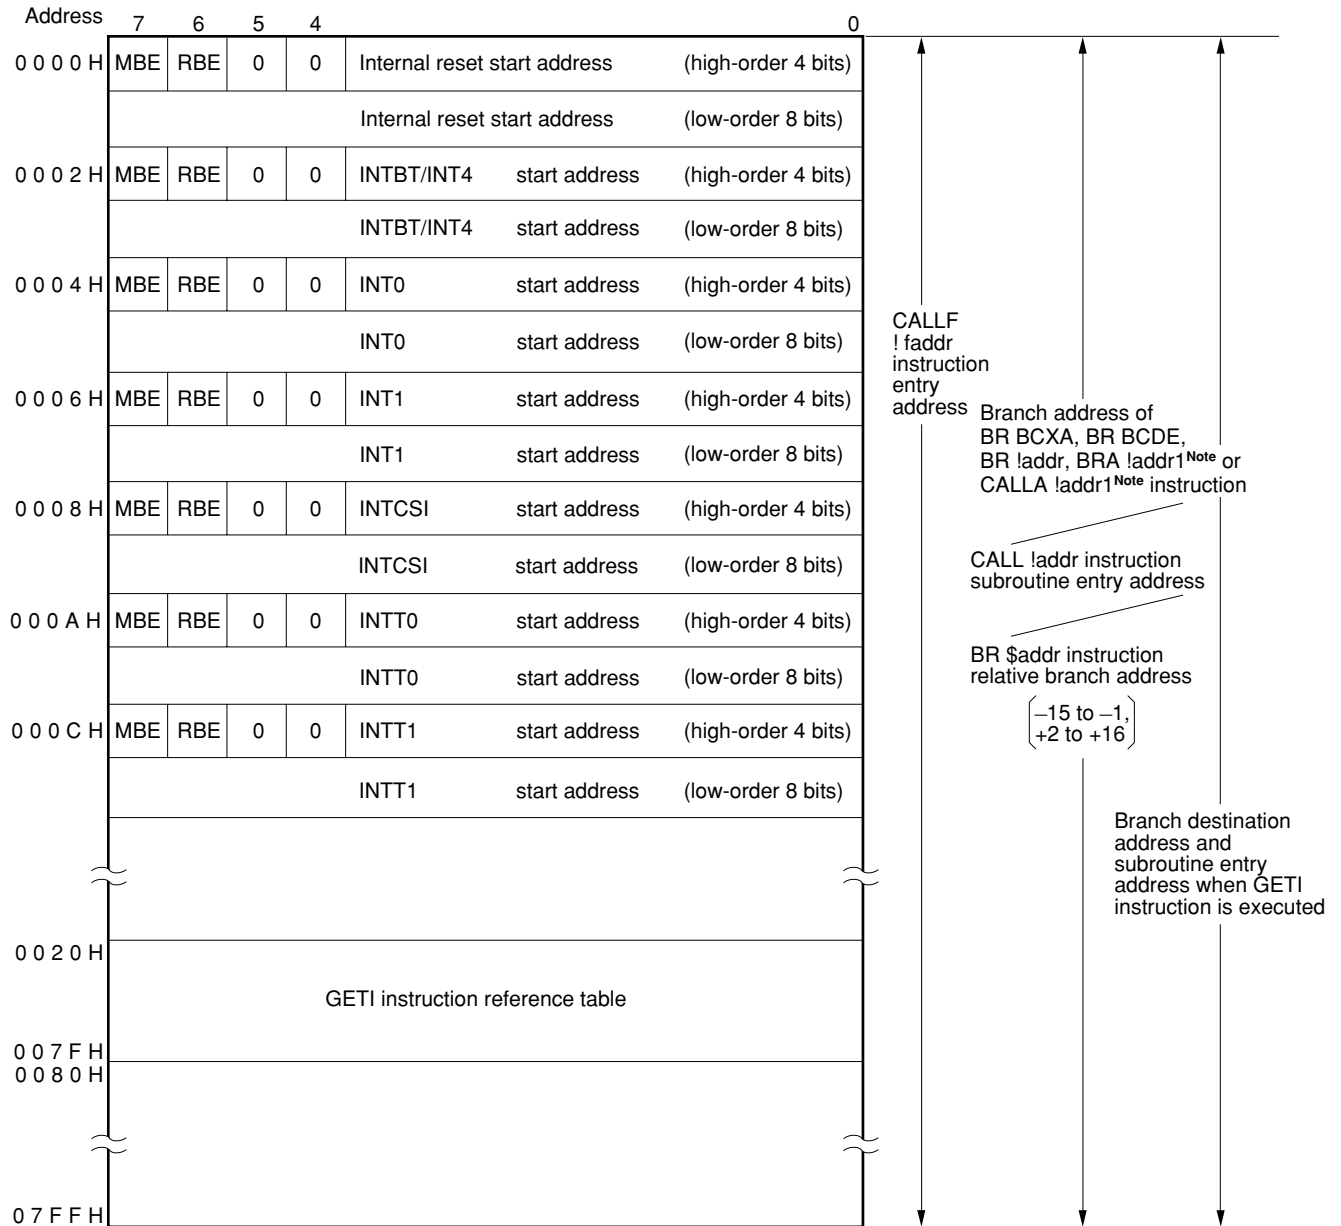 Address 7 6 5 4 0
0 0 0 0 H MBE RBE 0 0 Internal reset start address (high-order 4 bits)
Internal reset start address (low-order 8 bits)
0 0 0 2 H MBE RBE 0 0 INTBT/INT4 start address (high-order 4 bits)
INTBT/INT4 start address (low-order 8 bits)
0 0 0 4 H MBE RBE 0 0 INT0 start address (high-order 4 bits)
INT0 start address (low-order 8 bits)
0 0 0 6 H MBE RBE 0 0 INT1 start address (high-order 4 bits)
INT1 start address (low-order 8 bits)
0 0 0 8 H MBE RBE 0 0 INTCSI start address (high-order 4 bits)
INTCSI start address (low-order 8 bits)
0 0 0 A H MBE RBE 0 0 INTT0 start address (high-order 4 bits)
INTT0 start address (low-order 8 bits)
0 0 0 C H MBE RBE 0 0 INTT1 start address (high-order 4 bits)
INTT1 start address (low-order 8 bits)
0 0 2 0 H
GETI instruction reference table
0 0 7 F H
0 0 8 0 H
0 7 F F H
CALLF
! faddr
instruction
entry
address
Branch address of
BR BCXA, BR BCDE,
BR !addr, BRA !addr1Note or
CALLA !addr1Note instruction
CALL !addr instruction
subroutine entry address
BR $addr instruction
relative branch address
–15 to –1,
+2 to +16
Branch destination
address and
subroutine entry
address when GETI
instruction is executed